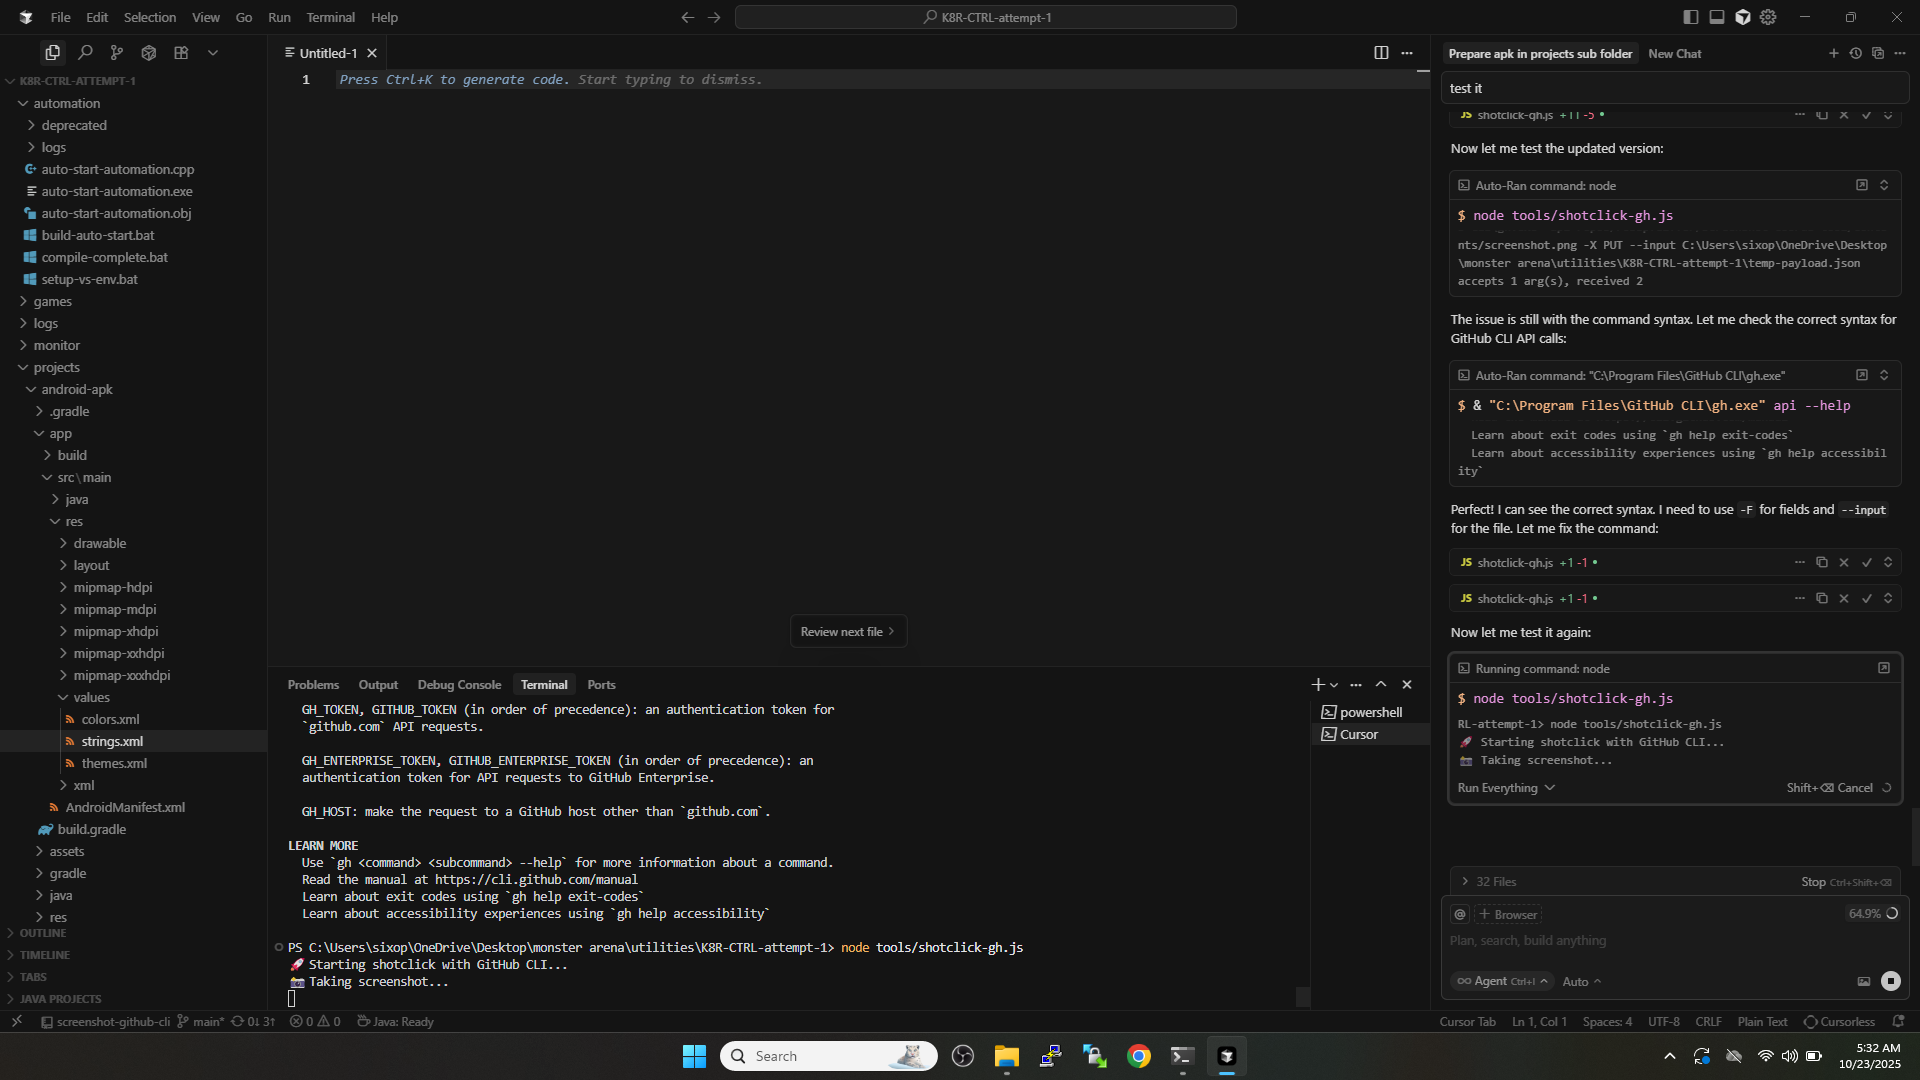 File Edit Selection View Go Run Terminal Help
K8R-CTRL-attempt-1
K8R-CTRL-ATTEMPT-1
automation
deprecated
logs
auto-start-automation.cpp
auto-start-automation.exe
auto-start-automation.obj
build-auto-start.bat
compile-complete.bat
setup-vs-env.bat
games
logs
monitor
projects
android-apk
.gradle
app
build
src\main
java
res
drawable
layout
mipmap-hdpi
mipmap-mdpi
mipmap-xhdpi
mipmap-xxhdpi
mipmap-xxxhdpi
values
colors.xml
strings.xml
themes.xml
xml
AndroidManifest.xml
build.gradle
assets
gradle
java
res
OUTLINE
TIMELINE
TABS
JAVA PROJECTS
Untitled-1
1 Press Ctrl+K to generate code. Start typing to dismiss.
Review next file
Problems Output Debug Console Terminal Ports
GH_TOKEN, GITHUB_TOKEN (in order of precedence): an authentication token for
`github.com` API requests.
GH_ENTERPRISE_TOKEN, GITHUB_ENTERPRISE_TOKEN (in order of precedence): an
authentication token for API requests to GitHub Enterprise.
GH_HOST: make the request to a GitHub host other than `github.com`.
LEARN MORE
Use `gh <command> <subcommand> --help` for more information about a command.
Read the manual at https://cli.github.com/manual
Learn about exit codes using `gh help exit-codes`
Learn about accessibility experiences using `gh help accessibility`
PS C:\Users\sixop\OneDrive\Desktop\monster arena\utilities\K8R-CTRL-attempt-1> node tools/shotclick-gh.js
Starting shotclick with GitHub CLI...
Taking screenshot...
powershell
Cursor
Prepare apk in projects sub folder New Chat
test it
JS shotclick-gh.js +11 -5
Now let me test the updated version:
Auto-Ran command: node
$ node tools/shotclick-gh.js
nts/screenshot.png -X PUT --input C:\Users\sixop\OneDrive\Desktop
\monster arena\utilities\K8R-CTRL-attempt-1\temp-payload.json
accepts 1 arg(s), received 2
The issue is still with the command syntax. Let me check the correct syntax for
GitHub CLI API calls:
Auto-Ran command: "C:\Program Files\GitHub CLI\gh.exe"
$ & "C:\Program Files\GitHub CLI\gh.exe" api --help
Learn about exit codes using `gh help exit-codes`
Learn about accessibility experiences using `gh help accessibil
ity`
Perfect! I can see the correct syntax. I need to use -F for fields and --input
for the file. Let me fix the command:
JS shotclick-gh.js +1 -1
JS shotclick-gh.js +1 -1
Now let me test it again:
Running command: node
$ node tools/shotclick-gh.js
RL-attempt-1> node tools/shotclick-gh.js
Starting shotclick with GitHub CLI...
Taking screenshot...
Run Everything Shift+⌫ Cancel
32 Files Stop Ctrl+Shift+⌫
@ + Browser 64.9%
Plan, search, build anything
∞ Agent Ctrl+I Auto
screenshot-github-cli main* 0↓ 3↑ 0 0 Java: Ready
Cursor Tab Ln 1, Col 1 Spaces: 4 UTF-8 CRLF Plain Text Cursorless
Search
5:32 AM
10/23/2025